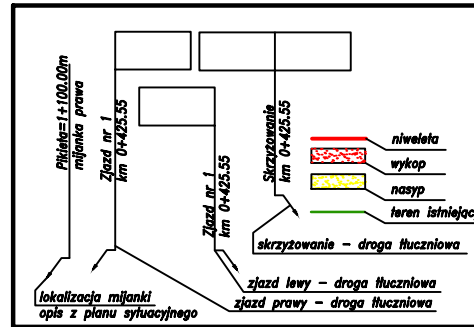 Pikieta=1+100.00m
mijanka prawa
Zjazd nr 1
km 0+425.55
Zjazd nr 1
km 0+425.55
Skrzyżowanie
km 0+425.55
niweleta
wykop
nasyp
teren istniejąc
skrzyżowanie – droga tłuczniowa
zjazd lewy – droga tłuczniowa
zjazd prawy – droga tłuczniowa
lokalizacja mijanki
opis z planu sytuacyjnego